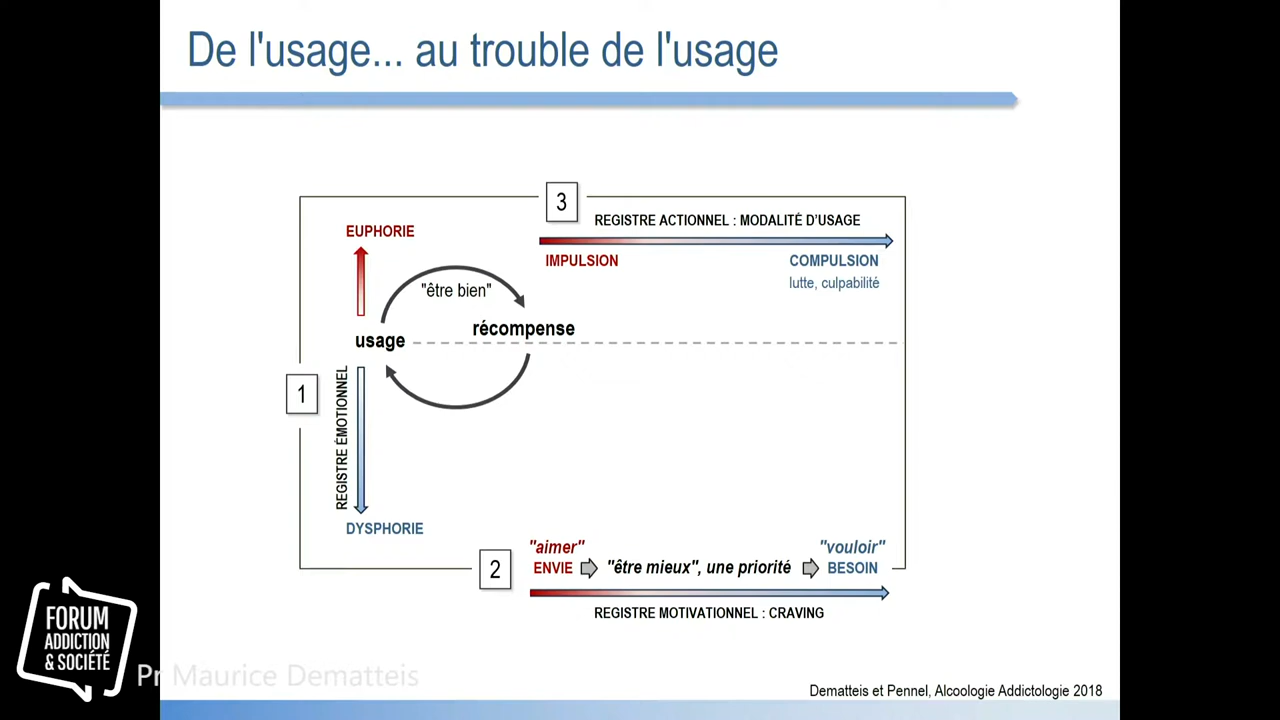 De l'usage... au trouble de l'usage
3
REGISTRE ACTIONNEL : MODALITÉ D'USAGE
EUPHORIE
IMPULSION
COMPULSION
lutte, culpabilité
"être bien"
récompense
usage
1
REGISTRE ÉMOTIONNEL
DYSPHORIE
2
"aimer"
"vouloir"
ENVIE
"être mieux", une priorité
BESOIN
REGISTRE MOTIVATIONNEL : CRAVING
FORUM
ADDICTION
& SOCIÉTÉ
Pr Maurice Dematteis
Dematteis et Pennel, Alcoologie Addictologie 2018